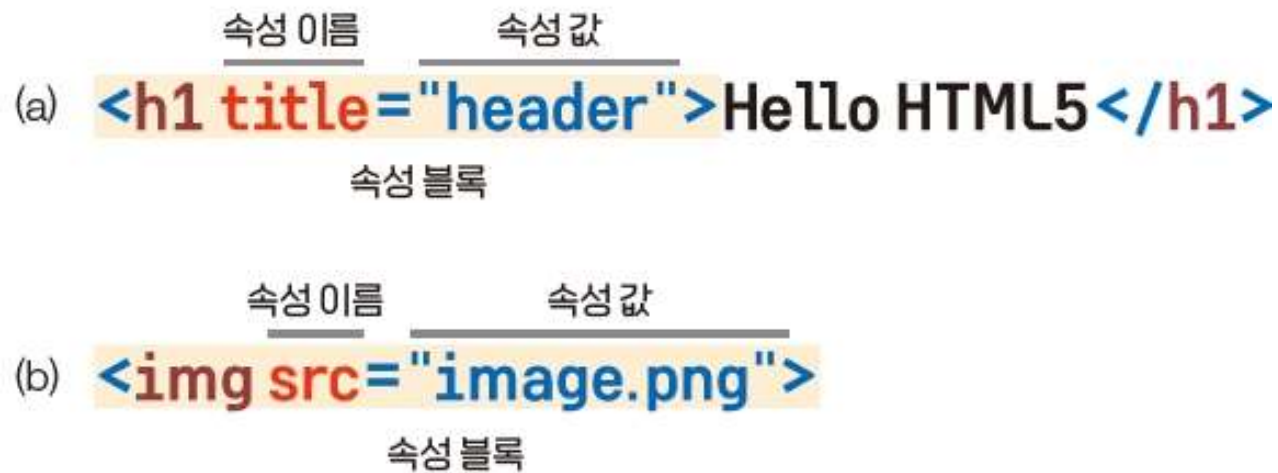 속성 이름 속성 값
(a) <h1 title="header">Hello HTML5</h1>
속성 블록
속성 이름 속성 값
(b) <img src="image.png">
속성 블록